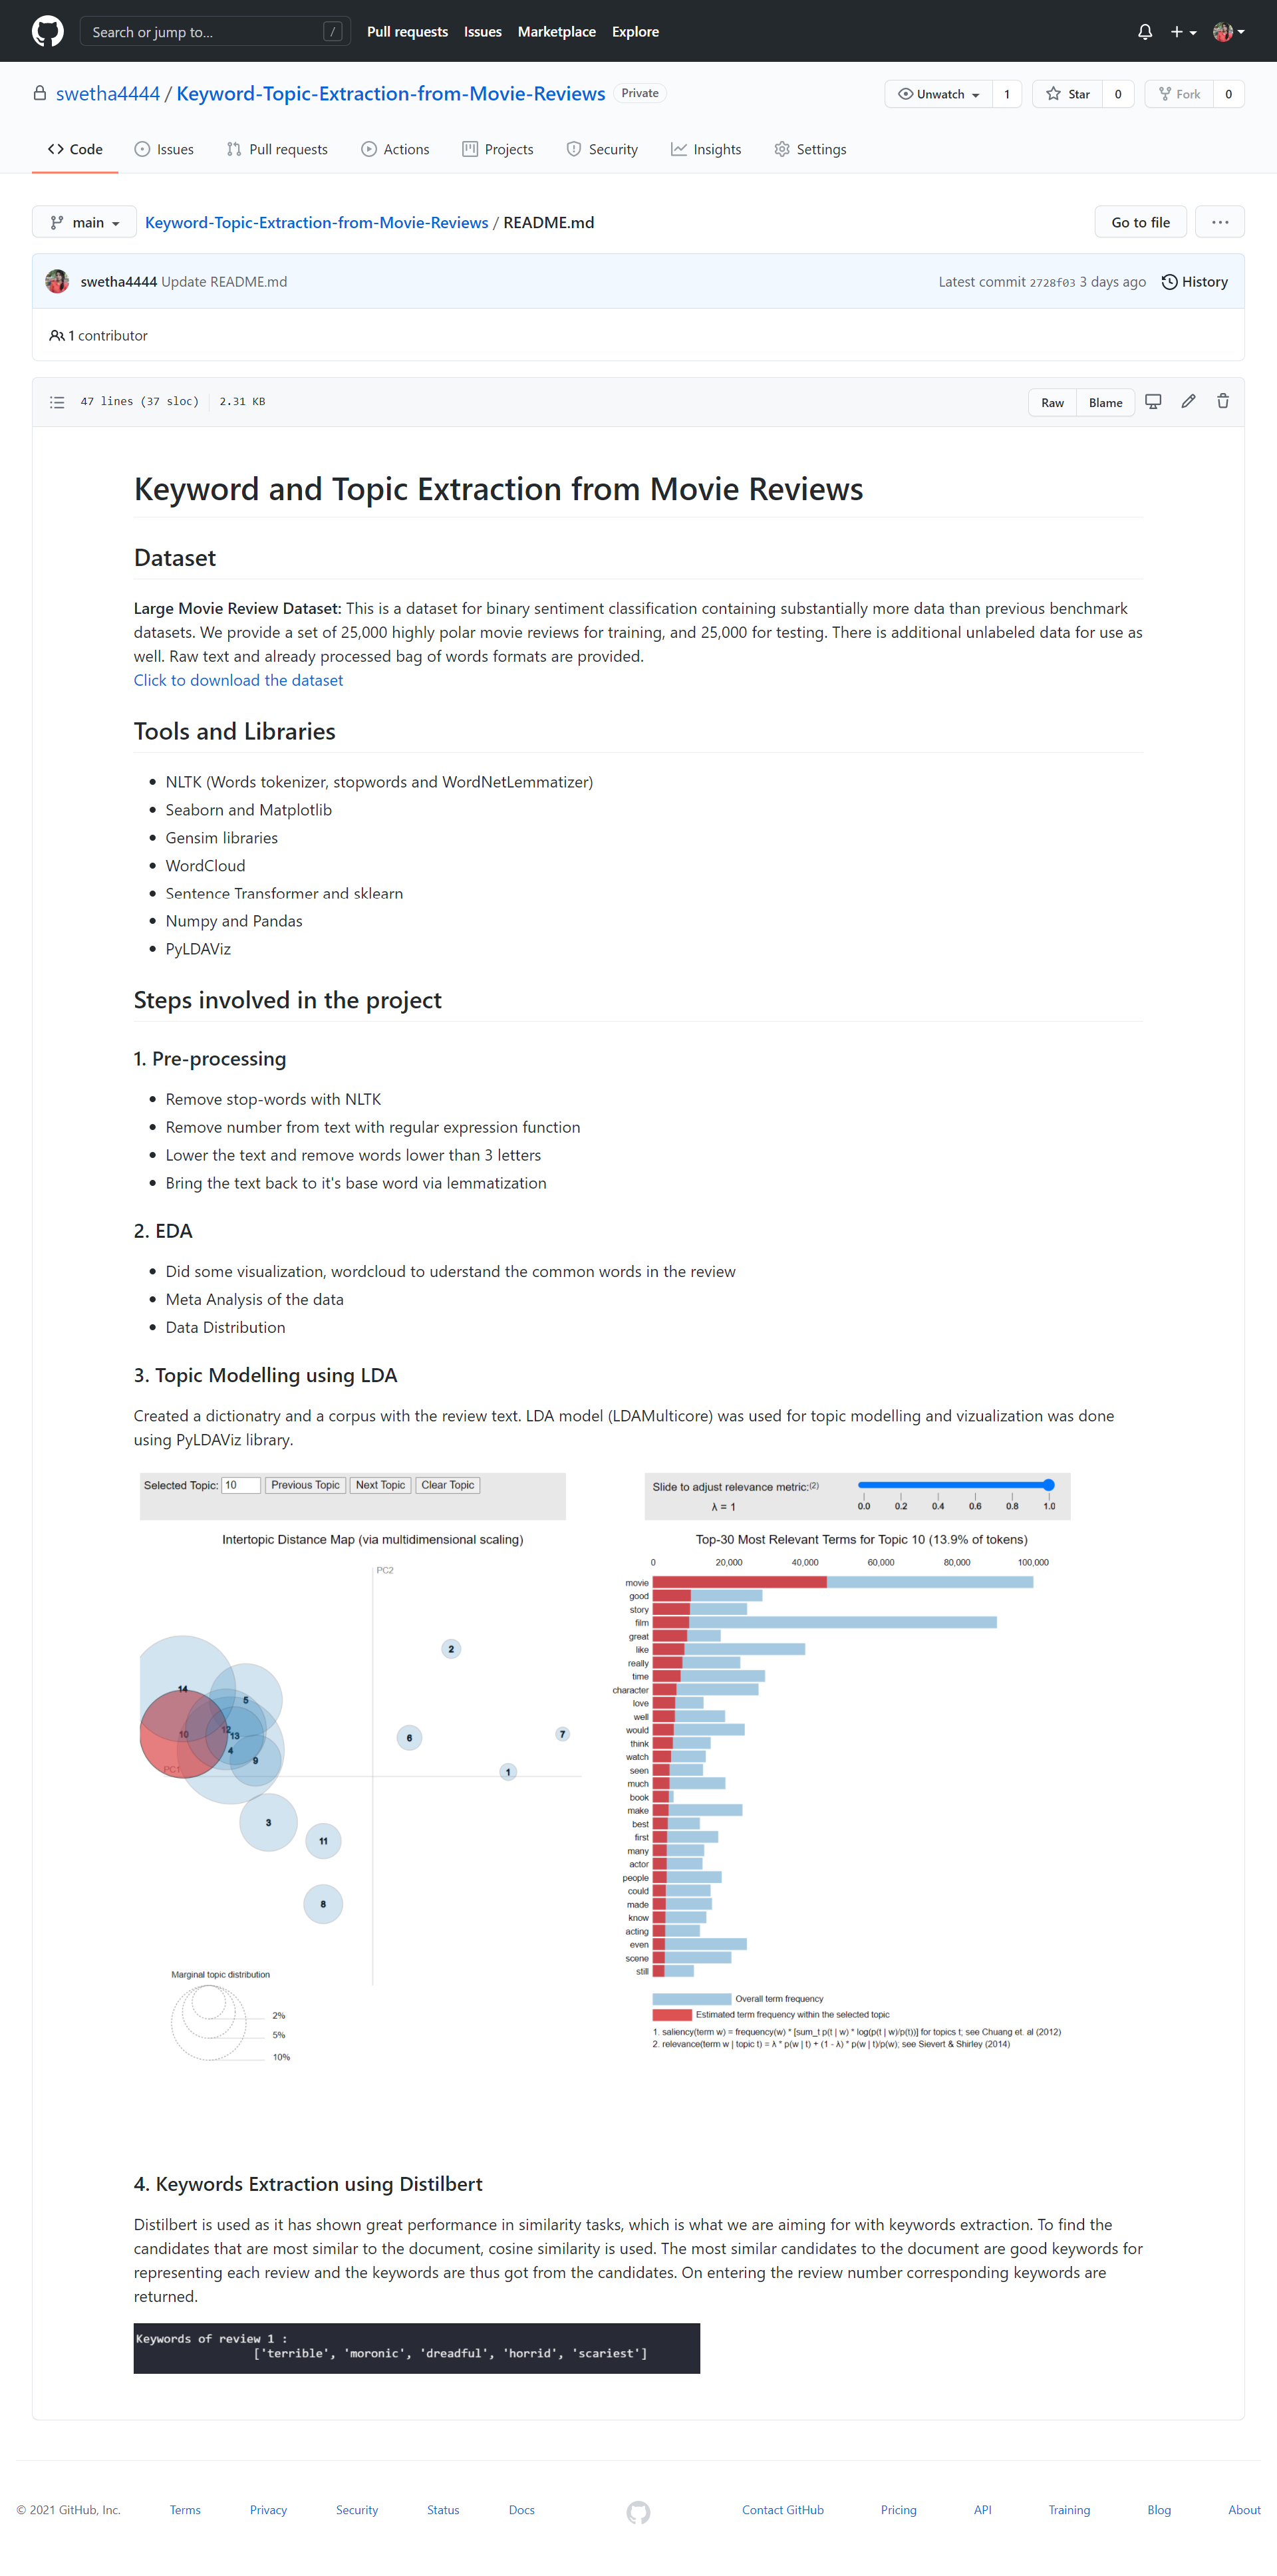 Search or jump to... / Pull requests Issues Marketplace Explore
swetha4444 / Keyword-Topic-Extraction-from-Movie-Reviews Private Unwatch 1 Star 0 Fork 0
Code Issues Pull requests Actions Projects Security Insights Settings
main Keyword-Topic-Extraction-from-Movie-Reviews / README.md Go to file ...
swetha4444 Update README.md Latest commit 2728f03 3 days ago History
1 contributor
47 lines (37 sloc) 2.31 KB Raw Blame
Keyword and Topic Extraction from Movie Reviews
Dataset
Large Movie Review Dataset: This is a dataset for binary sentiment classification containing substantially more data than previous benchmark
datasets. We provide a set of 25,000 highly polar movie reviews for training, and 25,000 for testing. There is additional unlabeled data for use as
well. Raw text and already processed bag of words formats are provided.
Click to download the dataset
Tools and Libraries
• NLTK (Words tokenizer, stopwords and WordNetLemmatizer)
• Seaborn and Matplotlib
• Gensim libraries
• WordCloud
• Sentence Transformer and sklearn
• Numpy and Pandas
• PyLDAViz
Steps involved in the project
1. Pre-processing
• Remove stop-words with NLTK
• Remove number from text with regular expression function
• Lower the text and remove words lower than 3 letters
• Bring the text back to it's base word via lemmatization
2. EDA
• Did some visualization, wordcloud to uderstand the common words in the review
• Meta Analysis of the data
• Data Distribution
3. Topic Modelling using LDA
Created a dictionatry and a corpus with the review text. LDA model (LDAMulticore) was used for topic modelling and vizualization was done
using PyLDAViz library.
Selected Topic: 10 Previous Topic Next Topic Clear Topic
Slide to adjust relevance metric:(2)
λ = 1
0.0 0.2 0.4 0.6 0.8 1.0
Intertopic Distance Map (via multidimensional scaling)
PC2
2
14
5
10
12
13
4
9
6
7
1
PC1
3
11
8
Marginal topic distribution
2%
5%
10%
Top-30 Most Relevant Terms for Topic 10 (13.9% of tokens)
0 20,000 40,000 60,000 80,000 100,000
movie
good
story
film
great
like
really
time
character
love
well
would
think
watch
seen
much
book
make
best
first
many
actor
people
could
made
know
acting
even
scene
still
Overall term frequency
Estimated term frequency within the selected topic
1. saliency(term w) = frequency(w) * [sum_t p(t | w) * log(p(t | w)/p(t))] for topics t; see Chuang et. al (2012)
2. relevance(term w | topic t) = λ * p(w | t) + (1 - λ) * p(w | t)/p(w); see Sievert & Shirley (2014)
4. Keywords Extraction using Distilbert
Distilbert is used as it has shown great performance in similarity tasks, which is what we are aiming for with keywords extraction. To find the
candidates that are most similar to the document, cosine similarity is used. The most similar candidates to the document are good keywords for
representing each review and the keywords are thus got from the candidates. On entering the review number corresponding keywords are
returned.
Keywords of review 1 :
['terrible', 'moronic', 'dreadful', 'horrid', 'scariest']
© 2021 GitHub, Inc. Terms Privacy Security Status Docs Contact GitHub Pricing API Training Blog About